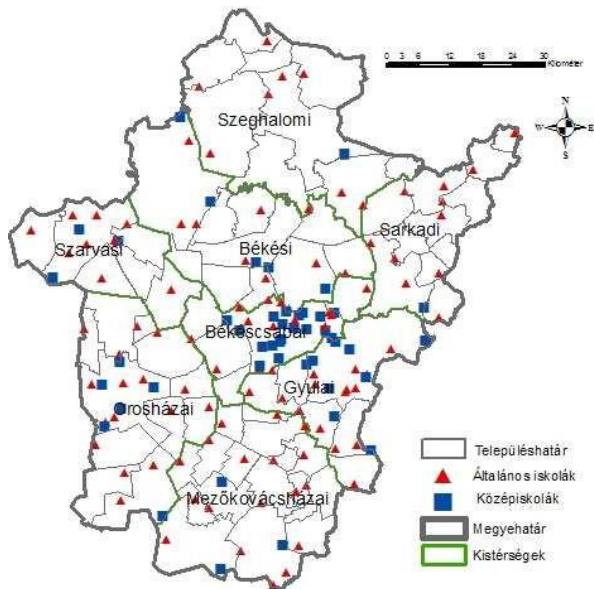 0 3 6 12 18 24 30
Kilométer
N
W E
S
Szeghalomi
Sarkadi
Szarvasi
Békési
Békéscsabai
Gyulai
Orosházai
Mezőkovácsházai
Településhatár
Általános iskolák
Középiskolák
Megyehatár
Kistérségek